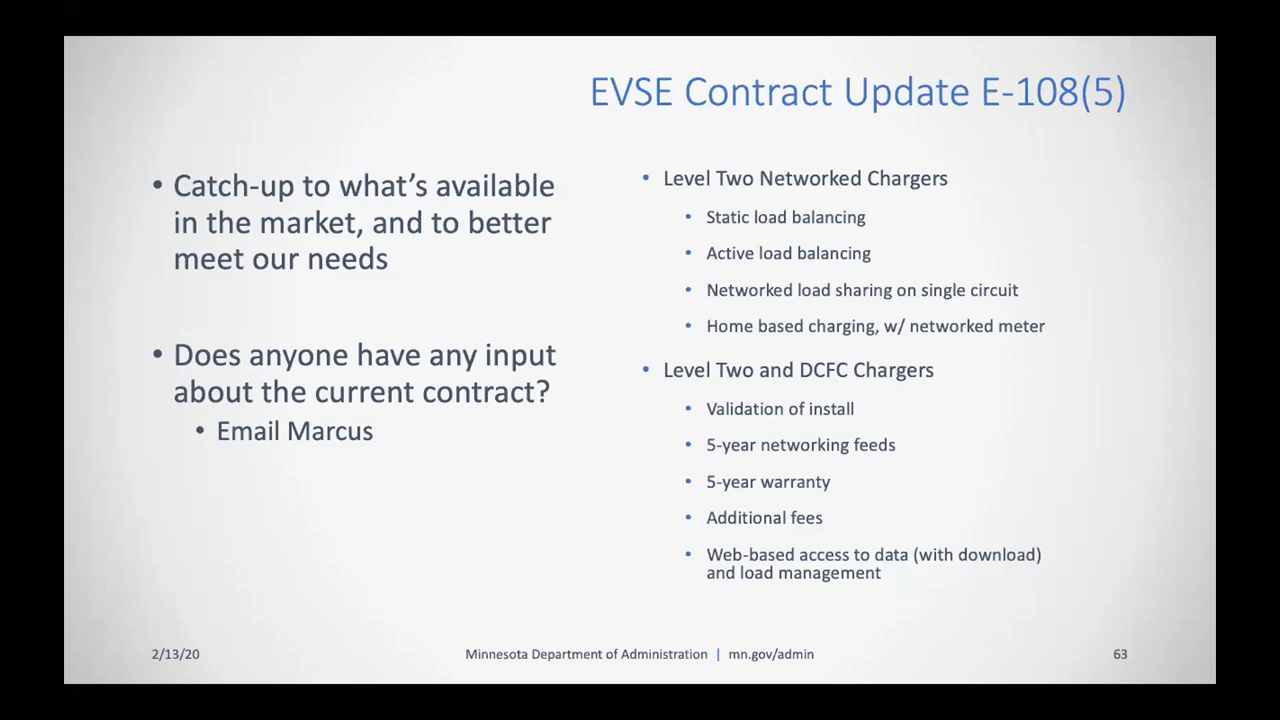 EVSE Contract Update E-108(5)
• Catch-up to what's available
in the market, and to better
meet our needs
• Does anyone have any input
about the current contract?
• Email Marcus
• Level Two Networked Chargers
• Static load balancing
• Active load balancing
• Networked load sharing on single circuit
• Home based charging, w/ networked meter
• Level Two and DCFC Chargers
• Validation of install
• 5-year networking feeds
• 5-year warranty
• Additional fees
• Web-based access to data (with download)
and load management
2/13/20
Minnesota Department of Administration | mn.gov/admin
63